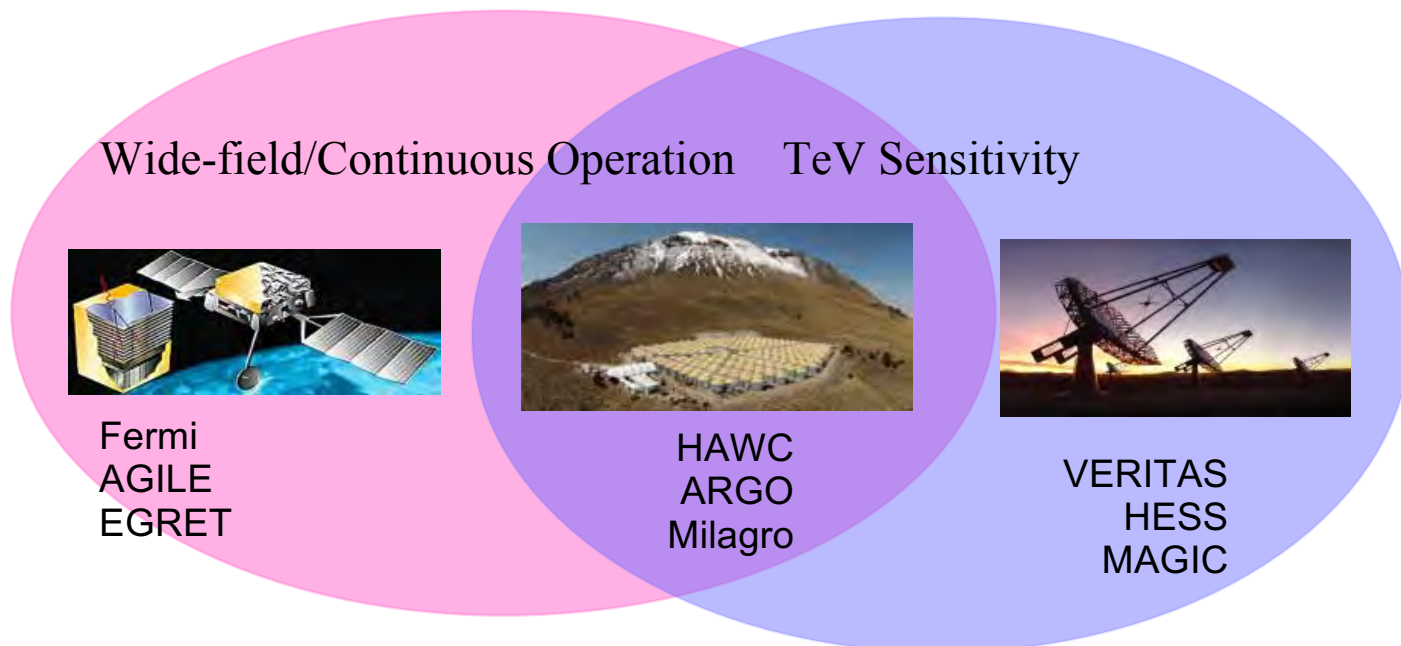 Wide-field/Continuous Operation
TeV Sensitivity
Fermi
AGILE
EGRET
HAWC
ARGO
Milagro
VERITAS
HESS
MAGIC